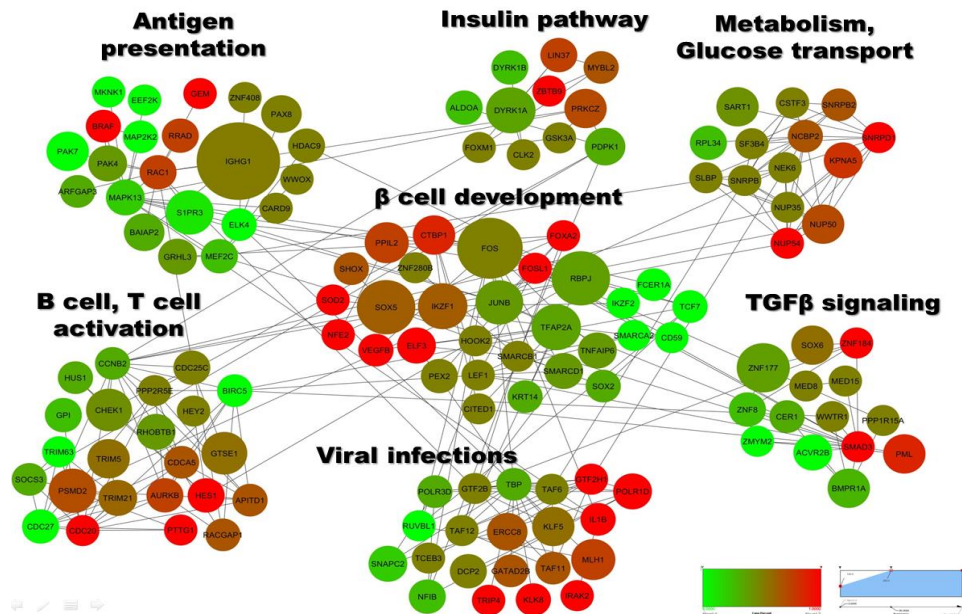 Antigen
presentation
Insulin pathway
Metabolism,
Glucose transport
MKNK1
EEF2K
GEM
ZNF408
PAX8
BRAF
MAP2K2
RRAD
HDAC9
PAK7
PAK4
RAC1
IGHG1
WWOX
ARFGAP3
MAPK13
S1PR3
CARD9
BAIAP2
ELK4
GRHL3
MEF2C
LIN37
DYRK1B
MYBL2
ZBTB9
ALDOA
DYRK1A
PRKCZ
GSK3A
FOXM1
CLK2
PDPK1
SART1
CSTF3
SNRPB2
RPL34
SF3B4
NCBP2
SNRPD1
NEK6
KPNA5
SLBP
SNRPB
NUP35
NUP50
NUP54
β cell development
CTBP1
FOS
FOXA2
PPIL2
SHOX
ZNF280B
FOSL1
RBPJ
FCER1A
SOD2
SOX5
IKZF1
JUNB
IKZF2
TCF7
NFE2
TFAP2A
SMARCA2
CD59
VEGFB
ELF3
HOOK2
SMARCB1
TNFAIP6
PEX2
LEF1
SMARCD1
SOX2
CITED1
KRT14
B cell, T cell
activation
CCNB2
CDC25C
HUS1
PPP2R5E
BIRC5
GPI
CHEK1
HEY2
RHOBTB1
TRIM63
TRIM5
GTSE1
SOCS3
CDCA5
PSMD2
TRIM21
AURKB
HES1
APITD1
CDC27
CDC20
PTTG1
RACGAP1
TGFβ signaling
SOX6
ZNF184
ZNF177
MED8
MED15
ZNF8
CER1
WWTR1
PPP1R15A
ZMYM2
ACVR2B
SMAD3
PML
BMPR1A
Viral infections
POLR3D
GTF2B
TBP
TAF6
GTF2H1
POLR1D
RUVBL1
TAF12
ERCC8
KLF5
IL1B
SNAPC2
TCEB3
DCP2
GATAD2B
TAF11
MLH1
NFIB
TRIP4
KLK8
IRAK2